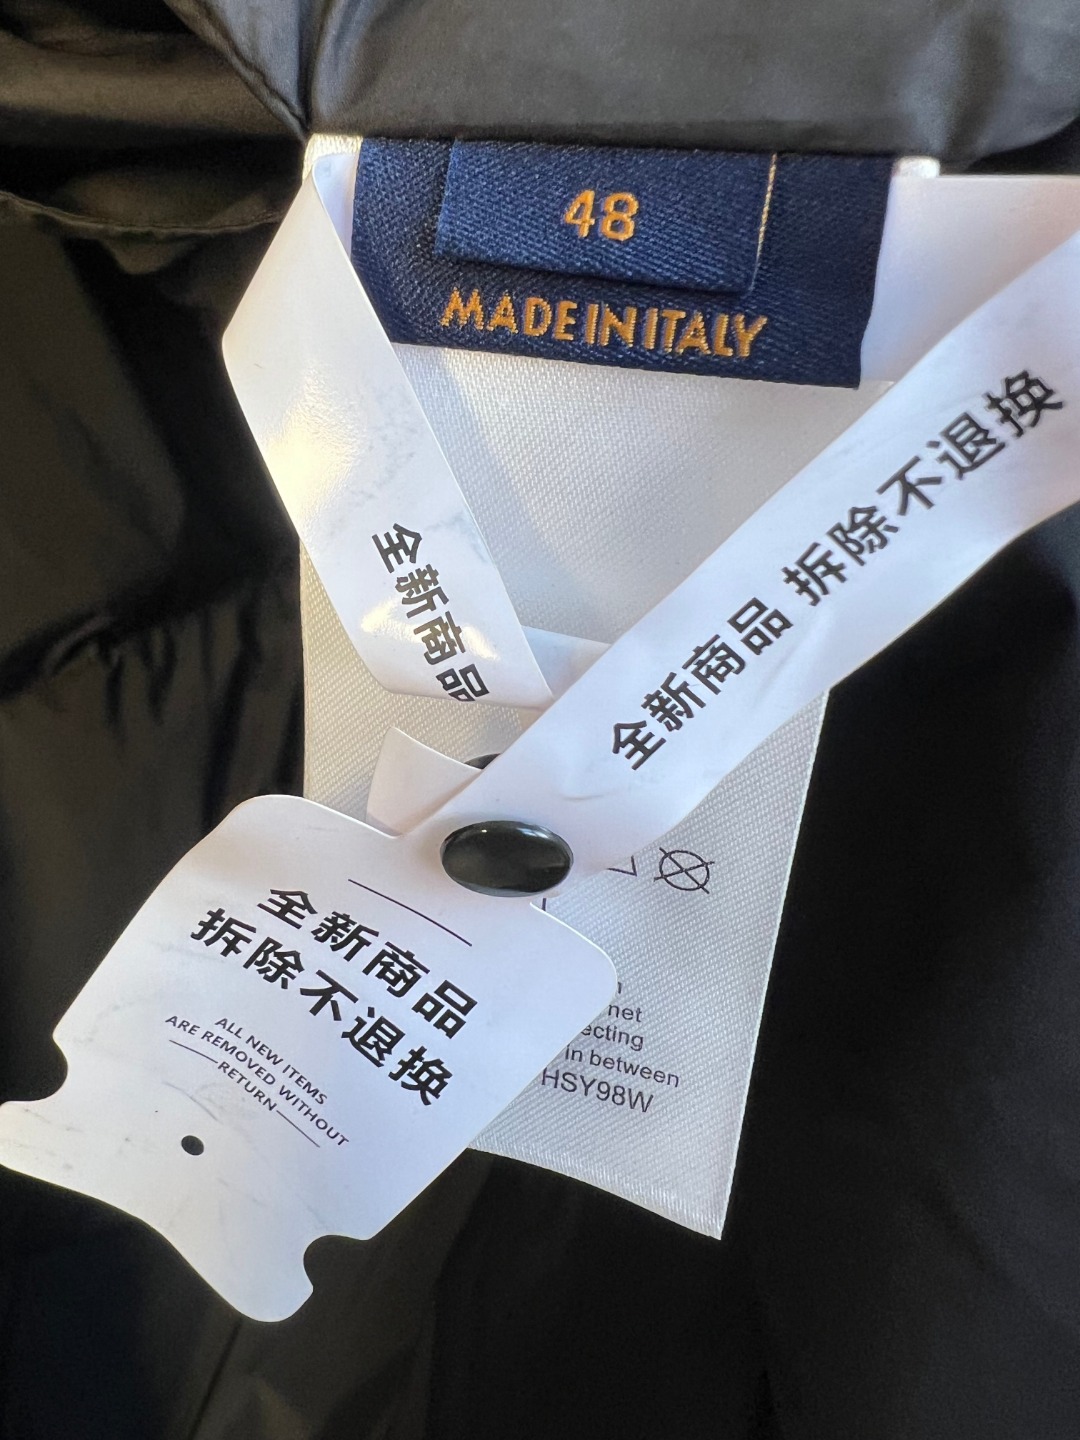 48
MADE IN ITALY
全新商品 拆除不退换
全新商品
全新商品
拆除不退换
ALL NEW ITEMS
ARE REMOVED WITHOUT
RETURN
net
in between
HSY98W